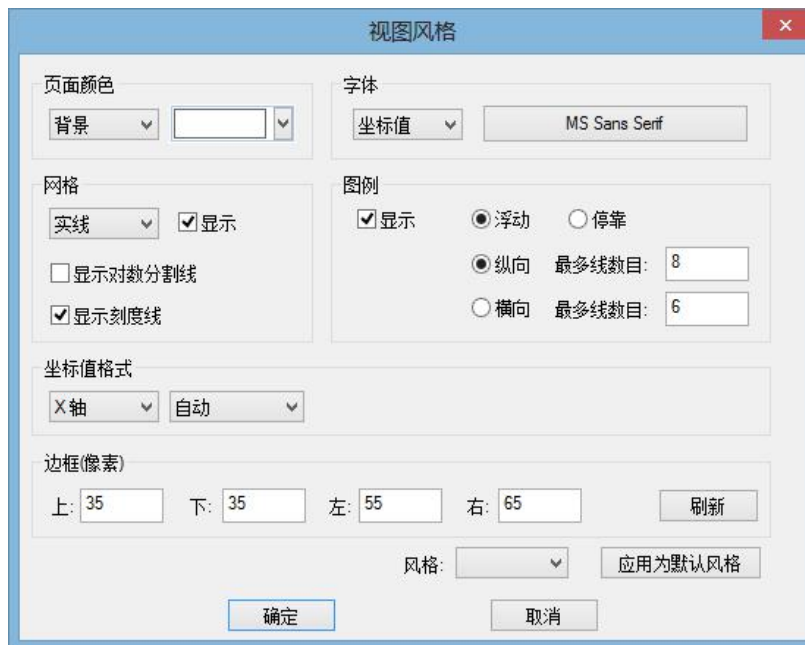 视图风格
页面颜色
背景
字体
坐标值 MS Sans Serif
网格
实线 显示
显示对数分割线
显示刻度线
图例
显示 浮动 停靠
纵向 最多线数目: 8
横向 最多线数目: 6
坐标值格式
X 轴 自动
边框(像素)
上: 35 下: 35 左: 55 右: 65 刷新
风格: 应用为默认风格
确定 取消